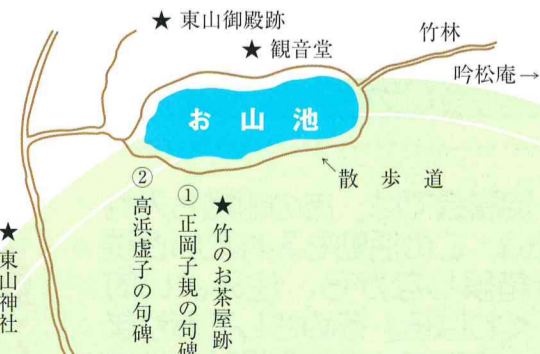 ★ 東山御殿跡
★ 観音堂
竹林
吟松庵→
お山池
散歩道
★ 竹のお茶屋跡
① 正岡子規の句碑
② 高浜虚子の句碑
★ 東山神社